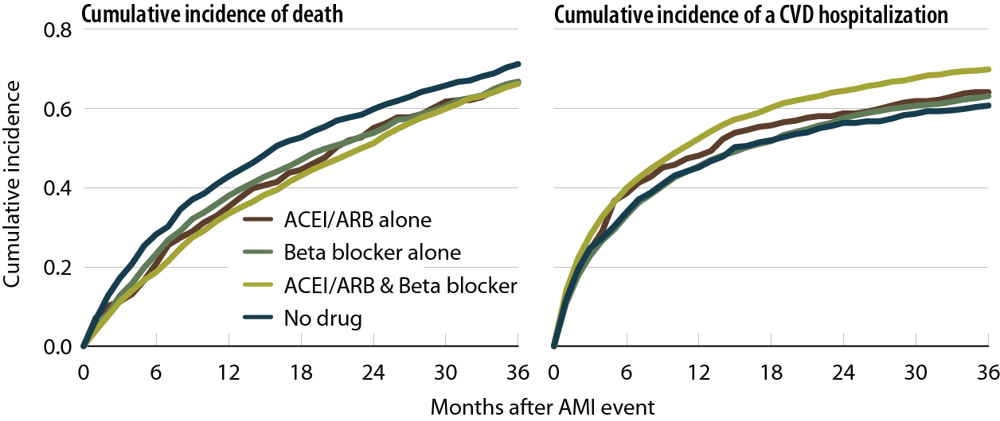 Cumulative incidence of death
Cumulative incidence of a CVD hospitalization
Cumulative incidence
0.8
0.6
0.4
0.2
0.0
ACEI/ARB alone
Beta blocker alone
ACEI/ARB & Beta blocker
No drug
0 6 12 18 24 30 36
0 6 12 18 24 30 36
Months after AMI event